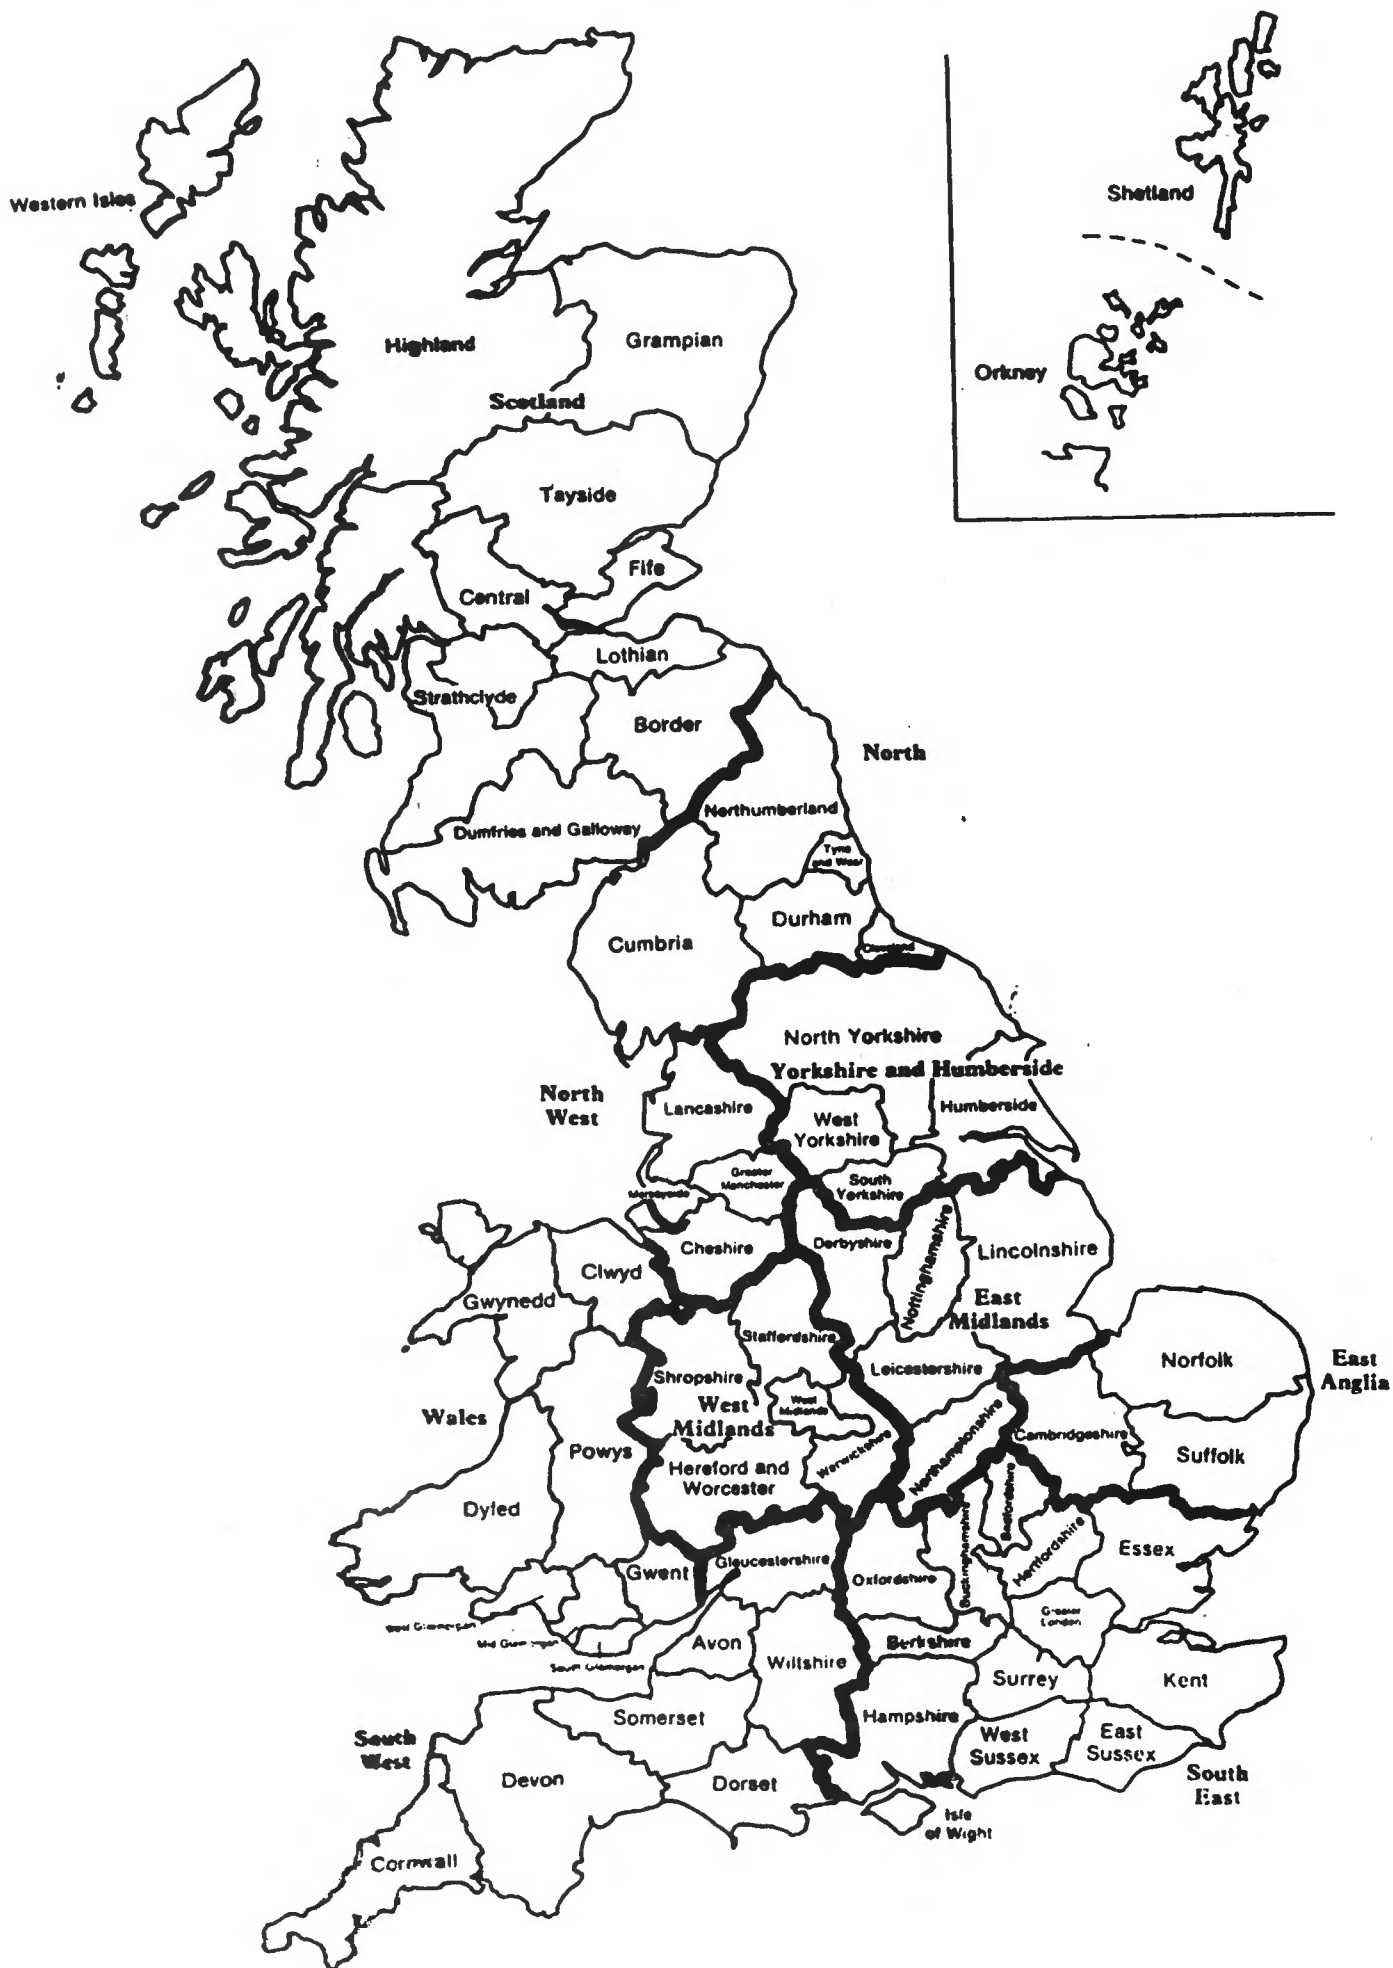 Western Isles
Shetland
Orkney
Highland
Grampian
Scotland
Tayside
Fife
Central
Lothian
Strathclyde
Border
North
Northumberland
Dumfries and Galloway
Tyne
and Wear
Durham
Cumbria
Cleveland
North Yorkshire
Yorkshire and Humberside
North
West
Lancashire
West
Yorkshire
Humberside
Greater
Manchester
South
Yorkshire
Merseyside
Cheshire
Derbyshire
Nottinghamshire
Lincolnshire
Clwyd
Gwynedd
East
Midlands
Staffordshire
Shropshire
Leicestershire
Norfolk
East
Anglia
West
Midlands
West
Midlands
Wales
Powys
Hereford and
Worcester
Warwickshire
Northamptonshire
Cambridgeshire
Suffolk
Dyfed
Bedfordshire
Buckinghamshire
Hertfordshire
Essex
Gwent
Gloucestershire
Oxfordshire
Greater
London
West Glamorgan
Mid Glamorgan
South Glamorgan
Avon
Wiltshire
Berkshire
Surrey
Kent
Somerset
Hampshire
West
Sussex
East
Sussex
South
West
Devon
Dorset
South
East
Isle
of Wight
Cornwall